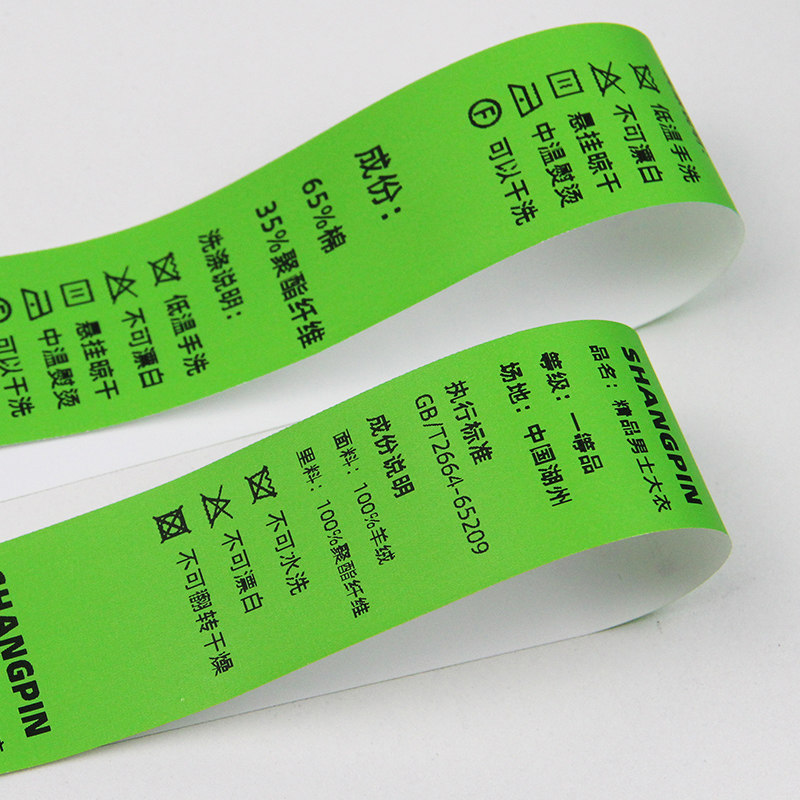 成份：
65%棉
35%聚酯纤维
洗涤说明：
低温手洗
不可漂白
悬挂晾干
中温熨烫
F 可以干洗
低温手洗
不可漂白
悬挂晾干
中温熨烫
可以干洗
SHANGPIN
品名：精品男士大衣
等级：一等品
场地：中国湖州
执行标准
GB/T2664-65209
成份说明
面料：100%羊绒
里料：100%聚酯纤维
不可水洗
不可漂白
不可翻转干燥
SHANGPIN